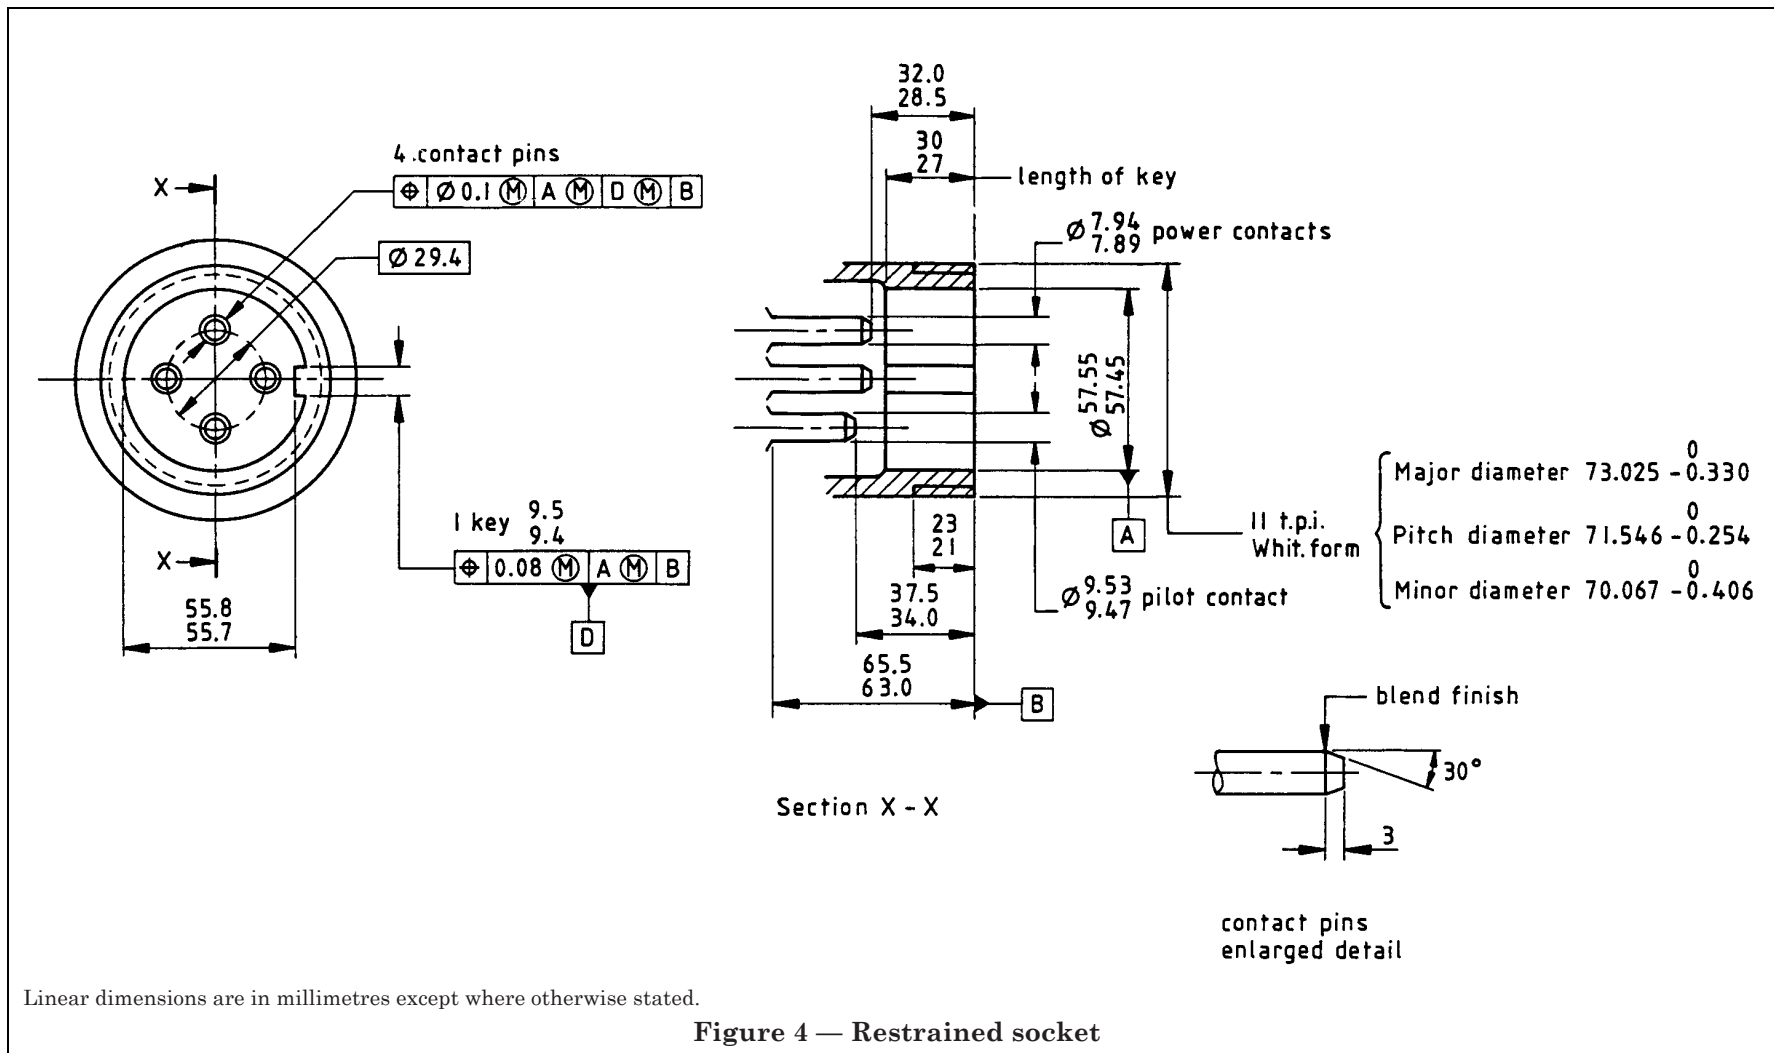 32.0
28.5
30
27
length of key
4 contact pins
X
⌖ Ø 0.1 Ⓜ A Ⓜ D Ⓜ B
Ø 29.4
Ø 7.94
7.89 power contacts
Ø 57.55
57.45
A
1 key 9.5
9.4
⌖ 0.08 Ⓜ A Ⓜ B
D
X
55.8
55.7
23
21
37.5
34.0
65.5
63.0
B
Ø 9.53
9.47 pilot contact
11 t.p.i.
Whit. form
Major diameter 73.025 0
-0.330
Pitch diameter 71.546 0
-0.254
Minor diameter 70.067 0
-0.406
blend finish
30°
3
Section X - X
contact pins
enlarged detail
Linear dimensions are in millimetres except where otherwise stated.
Figure 4 — Restrained socket